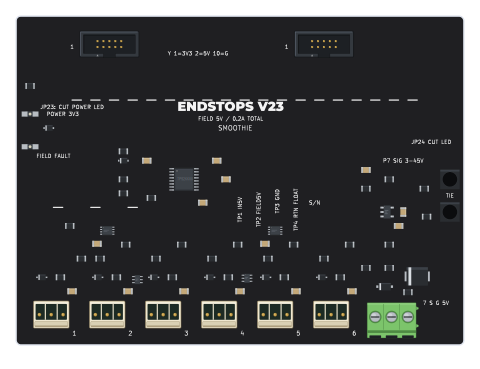 1
1
Y 1=3V3 2=5V 10=G
ENDSTOPS V23
FIELD 5V / 0.2A TOTAL
SMOOTHIE
JP23: CUT POWER LED
POWER 3V3
FIELD FAULT
JP24 CUT LED
P7 SIG 3-45V
TIE
TP1 IN5V
TP2 FIELD5V
TP3 GND
TP4 RTN FLOAT
S/N
7 S G 5V
1
2
3
4
5
6